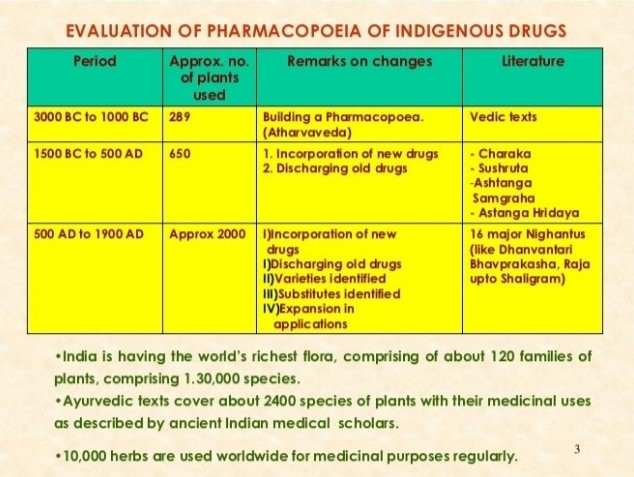 EVALUATION OF PHARMACOPOEIA OF INDIGENOUS DRUGS
Period
Approx. no.
of plants
used
Remarks on changes
Literature
3000 BC to 1000 BC
289
Building a Pharmacopoea.
(Atharvaveda)
Vedic texts
1500 BC to 500 AD
650
1. Incorporation of new drugs
2. Discharging old drugs
- Charaka
- Sushruta
-Ashtanga
Samgraha
- Astanga Hridaya
500 AD to 1900 AD
Approx 2000
I)Incorporation of new
drugs
I)Discharging old drugs
II)Varieties identified
III)Substitutes identified
IV)Expansion in
applications
16 major Nighantus
(like Dhanvantari
Bhavprakasha, Raja
upto Shaligram)
•India is having the world's richest flora, comprising of about 120 families of
plants, comprising 1.30,000 species.
•Ayurvedic texts cover about 2400 species of plants with their medicinal uses
as described by ancient Indian medical scholars.
•10,000 herbs are used worldwide for medicinal purposes regularly.
3